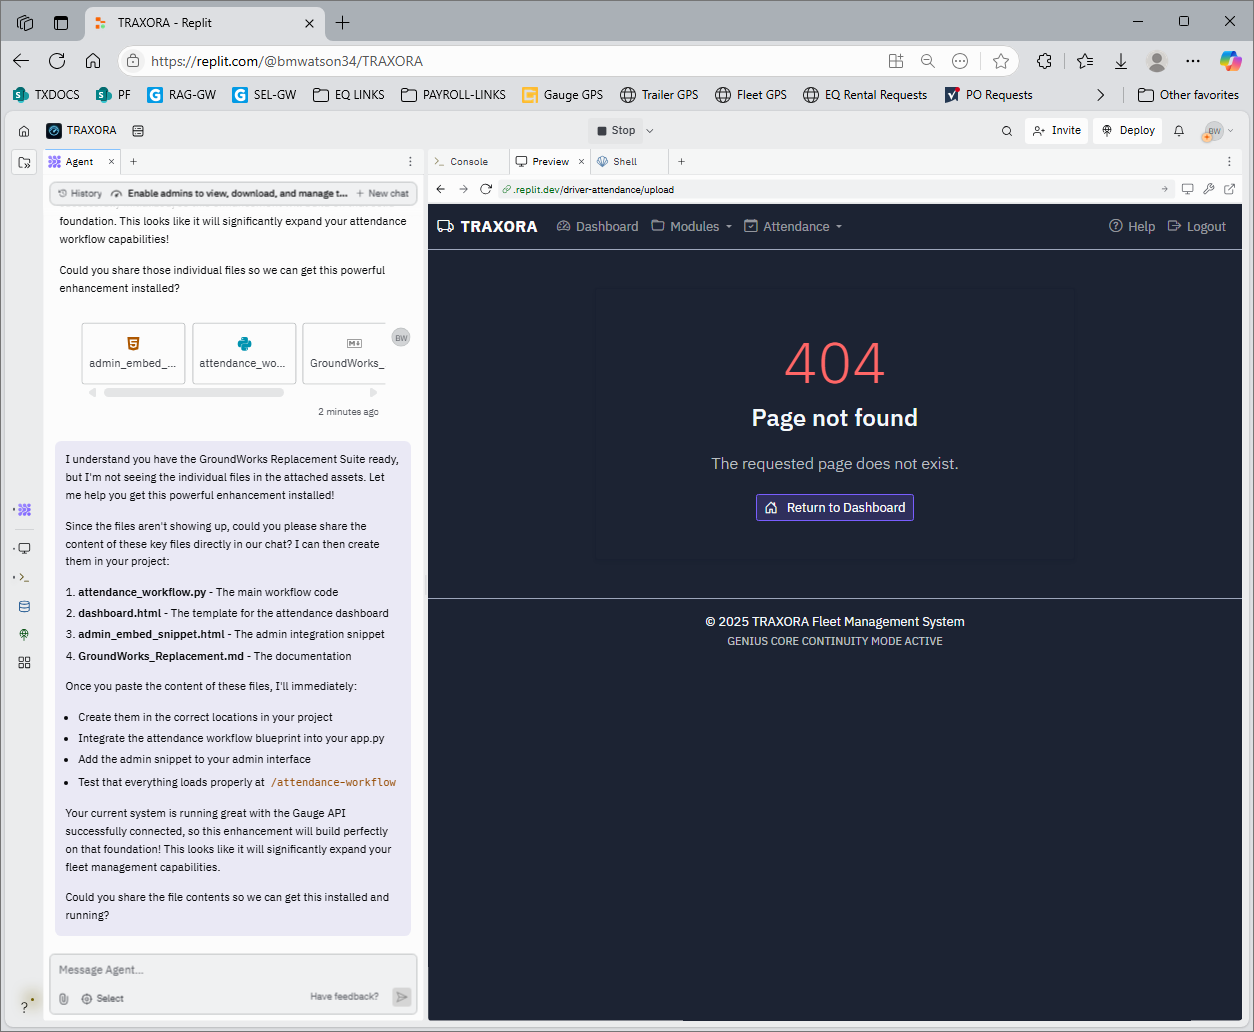 TRAXORA - Replit
https://replit.com/@bmwatson34/TRAXORA
TXDOCS
PF
RAG-GW
SEL-GW
EQ LINKS
PAYROLL-LINKS
Gauge GPS
Trailer GPS
Fleet GPS
EQ Rental Requests
PO Requests
Other favorites
TRAXORA
Stop
Invite
Deploy
BW
Agent
Console
Preview
Shell
History
Enable admins to view, download, and manage t...
New chat
.replit.dev/driver-attendance/upload
foundation. This looks like it will significantly expand your attendance
workflow capabilities!
Could you share those individual files so we can get this powerful
enhancement installed?
admin_embed_...
attendance_wo...
GroundWorks_
BW
2 minutes ago
I understand you have the GroundWorks Replacement Suite ready,
but I'm not seeing the individual files in the attached assets. Let
me help you get this powerful enhancement installed!
Since the files aren't showing up, could you please share the
content of these key files directly in our chat? I can then create
them in your project:
1. attendance_workflow.py - The main workflow code
2. dashboard.html - The template for the attendance dashboard
3. admin_embed_snippet.html - The admin integration snippet
4. GroundWorks_Replacement.md - The documentation
Once you paste the content of these files, I'll immediately:
• Create them in the correct locations in your project
• Integrate the attendance workflow blueprint into your app.py
• Add the admin snippet to your admin interface
• Test that everything loads properly at /attendance-workflow
Your current system is running great with the Gauge API
successfully connected, so this enhancement will build perfectly
on that foundation! This looks like it will significantly expand your
fleet management capabilities.
Could you share the file contents so we can get this installed and
running?
Message Agent...
Select
Have feedback?
TRAXORA
Dashboard
Modules
Attendance
Help
Logout
404
Page not found
The requested page does not exist.
Return to Dashboard
© 2025 TRAXORA Fleet Management System
GENIUS CORE CONTINUITY MODE ACTIVE